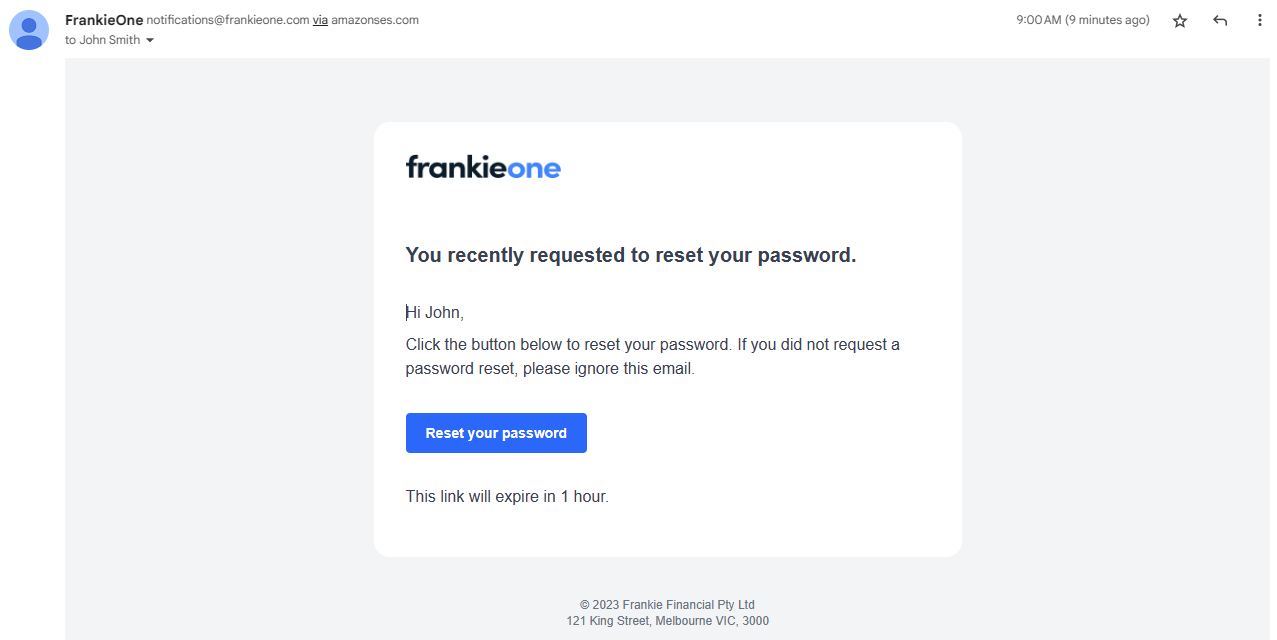 FrankieOne notifications@frankieone.com via amazonses.com
9:00 AM (9 minutes ago)
to John Smith
frankieone
You recently requested to reset your password.
Hi John,
Click the button below to reset your password. If you did not request a
password reset, please ignore this email.
Reset your password
This link will expire in 1 hour.
© 2023 Frankie Financial Pty Ltd
121 King Street, Melbourne VIC, 3000